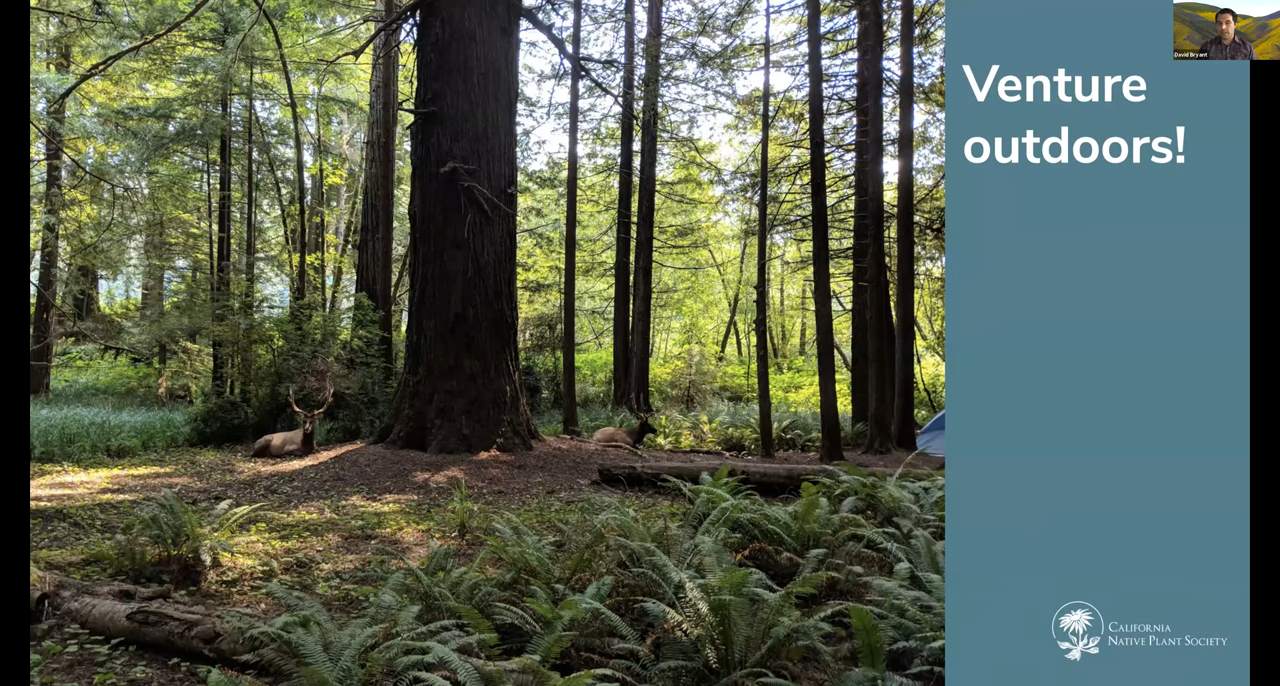 David Bryant
Venture
outdoors!
California
Native Plant Society